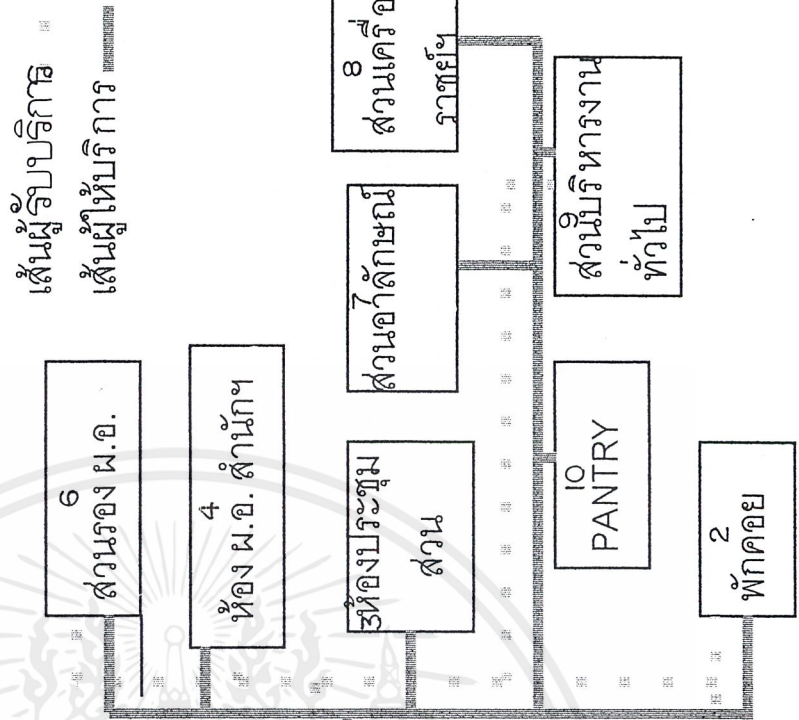 เส้นผู้รับบริการ
เส้นผู้ให้บริการ
6
ส่วนรอง ผ.อ.
4
ห้อง ผ.อ. สำนักฯ
3ห้องประชุม
ส่วน
7
ส่วนอาลักษณ์
8
ส่วนเครื่อ
ราชย์ฯ
9
ส่วนบริหารงาน
ทั่วไป
10
PANTRY
2
พักคอย